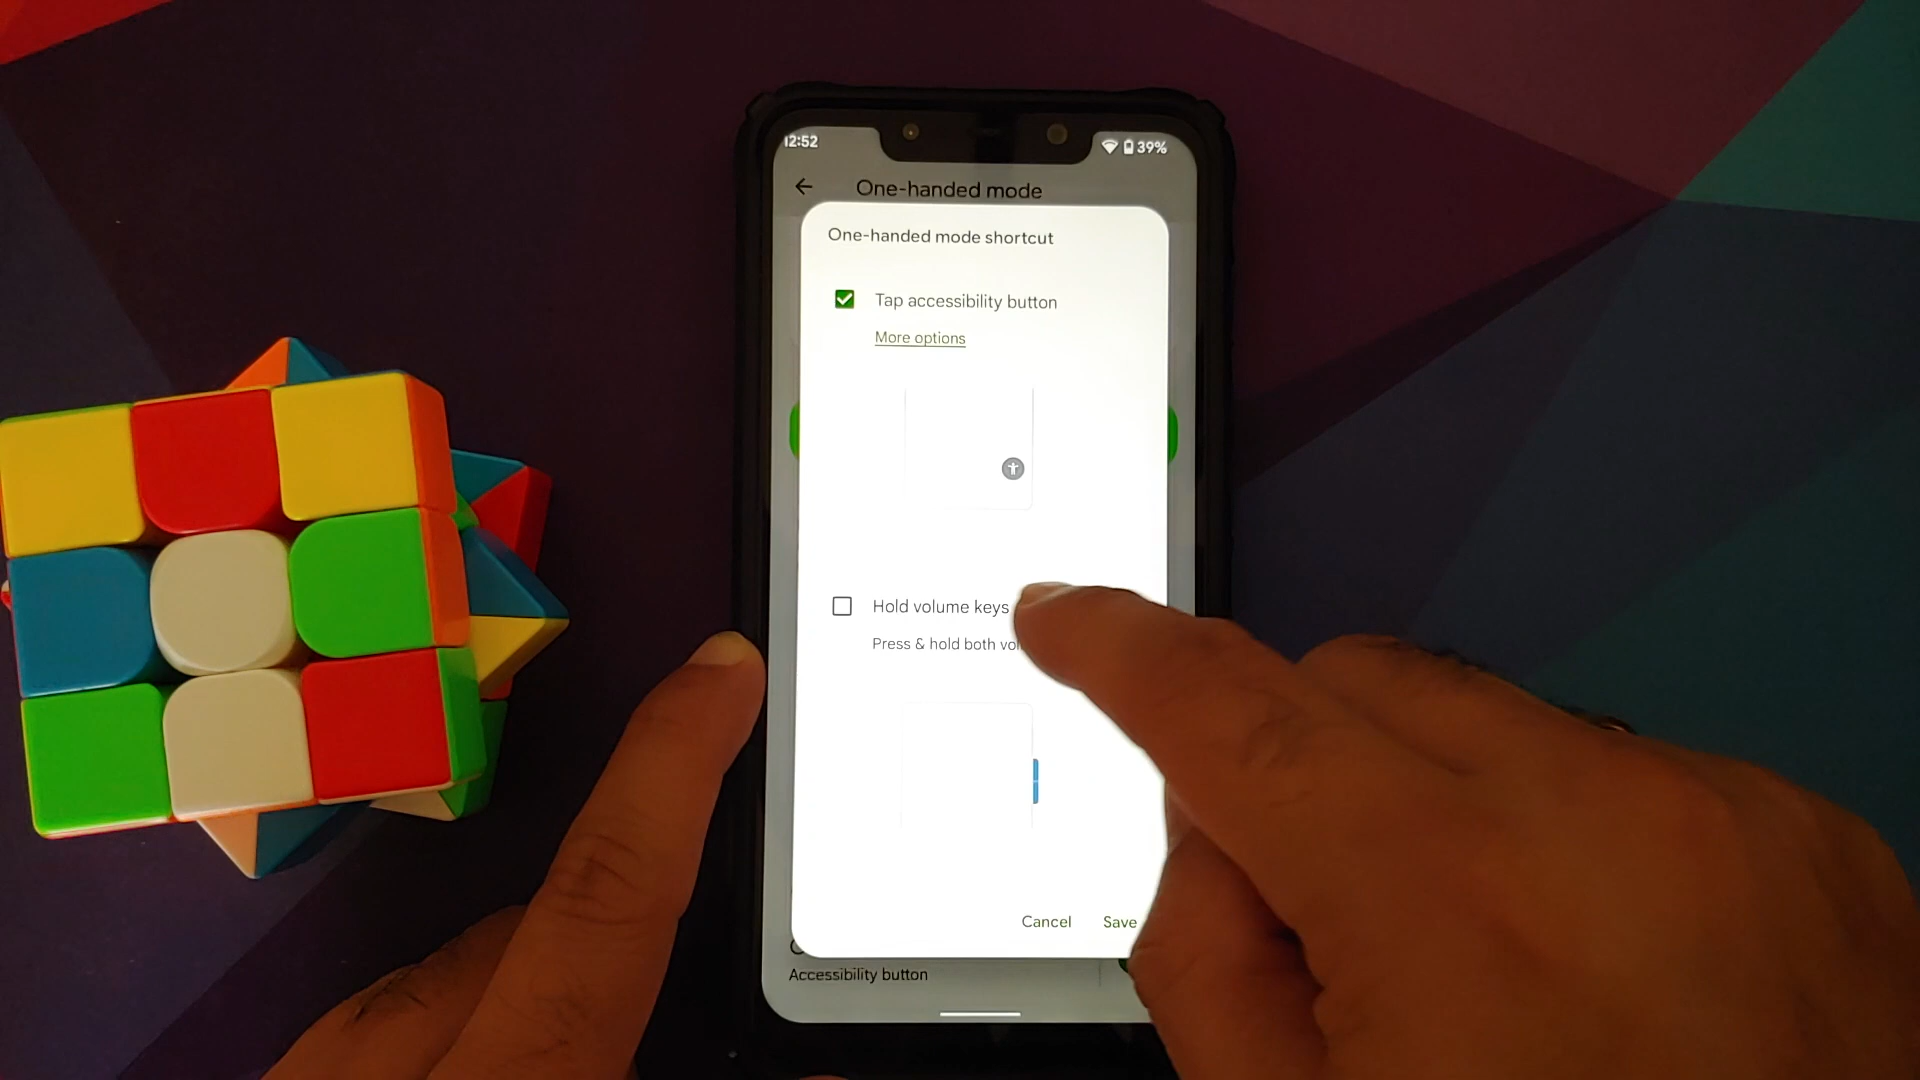 12:52
39%
One-handed mode
One-handed mode shortcut
Tap accessibility button
More options
Hold volume keys
Press & hold both
Cancel Save
Accessibility button